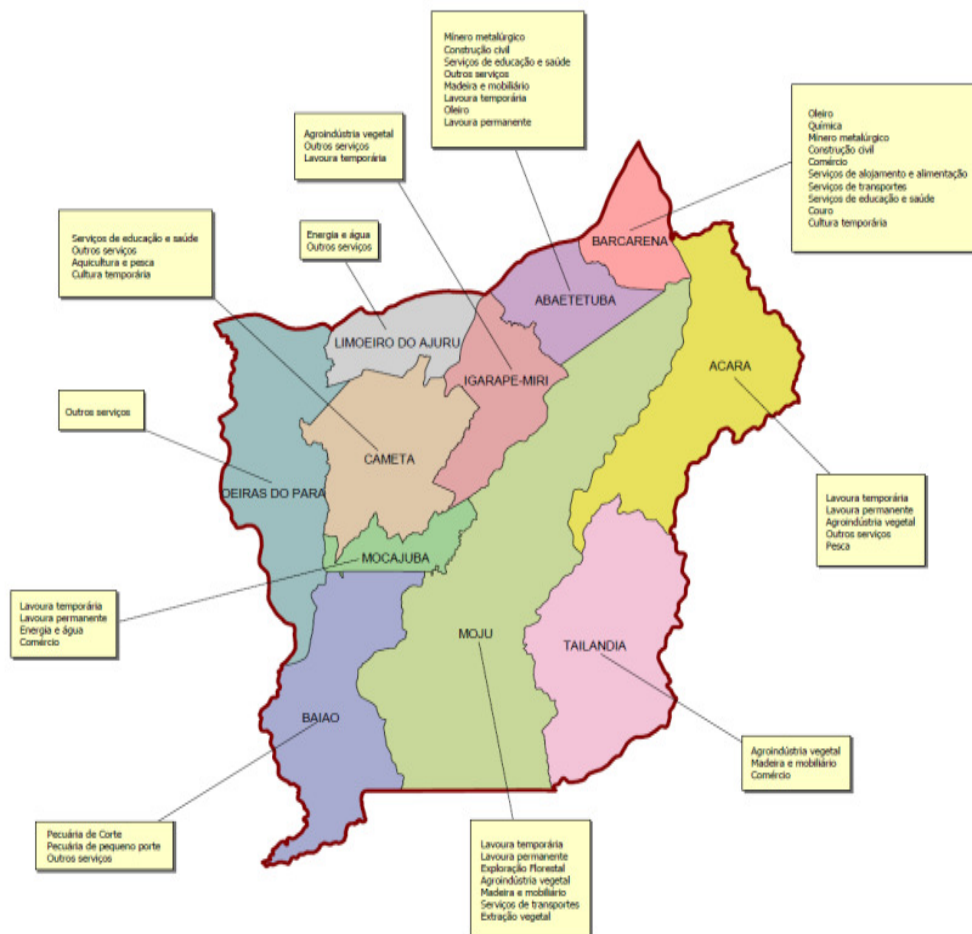 Mínero metalúrgico
Construção civil
Serviços de educação e saúde
Outros serviços
Madeira e mobiliário
Lavoura temporária
Oleiro
Lavoura permanente
Oleiro
Química
Mínero metalúrgico
Construção civil
Comércio
Serviços de alojamento e alimentação
Serviços de transportes
Serviços de educação e saúde
Couro
Cultura temporária
Agroindústria vegetal
Outros serviços
Lavoura temporária
Serviços de educação e saúde
Outros serviços
Aquicultura e pesca
Cultura temporária
Energia e água
Outros serviços
BARCARENA
ABAETETUBA
LIMOEIRO DO AJURU
IGARAPE-MIRI
ACARA
Outros serviços
CAMETA
OEIRAS DO PARA
MOCAJUBA
Lavoura temporária
Lavoura permanente
Agroindústria vegetal
Outros serviços
Pesca
Lavoura temporária
Lavoura permanente
Energia e água
Comércio
MOJU
TAILANDIA
BAIAO
Agroindústria vegetal
Madeira e mobiliário
Comércio
Pecuária de Corte
Pecuária de pequeno porte
Outros serviços
Lavoura temporária
Lavoura permanente
Exploração Florestal
Agroindústria vegetal
Madeira e mobiliário
Serviços de transportes
Extração vegetal